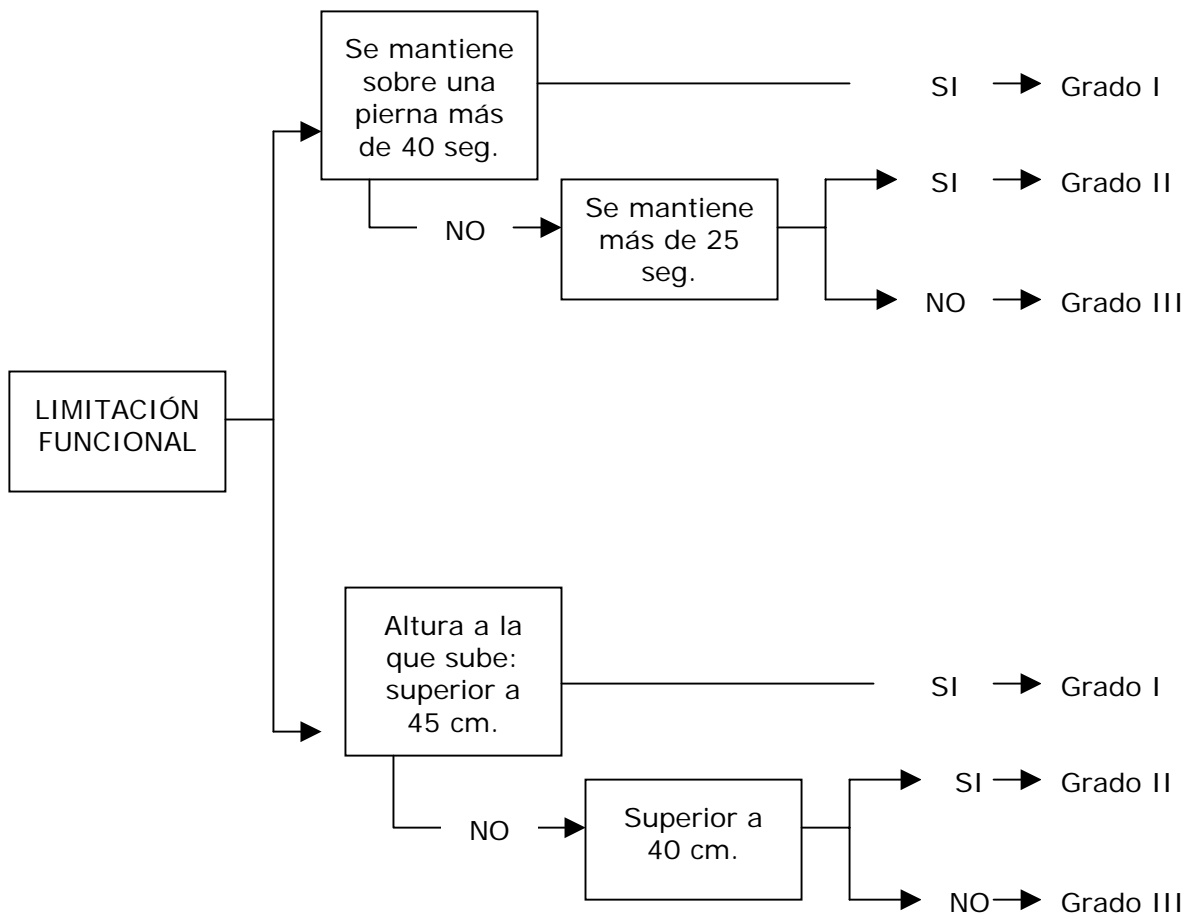 Se mantiene
sobre una
pierna más
de 40 seg.
SI
Grado I
NO
Se mantiene
más de 25
seg.
SI
Grado II
NO
Grado III
LIMITACIÓN
FUNCIONAL
Altura a la
que sube:
superior a
45 cm.
SI
Grado I
NO
Superior a
40 cm.
SI
Grado II
NO
Grado III